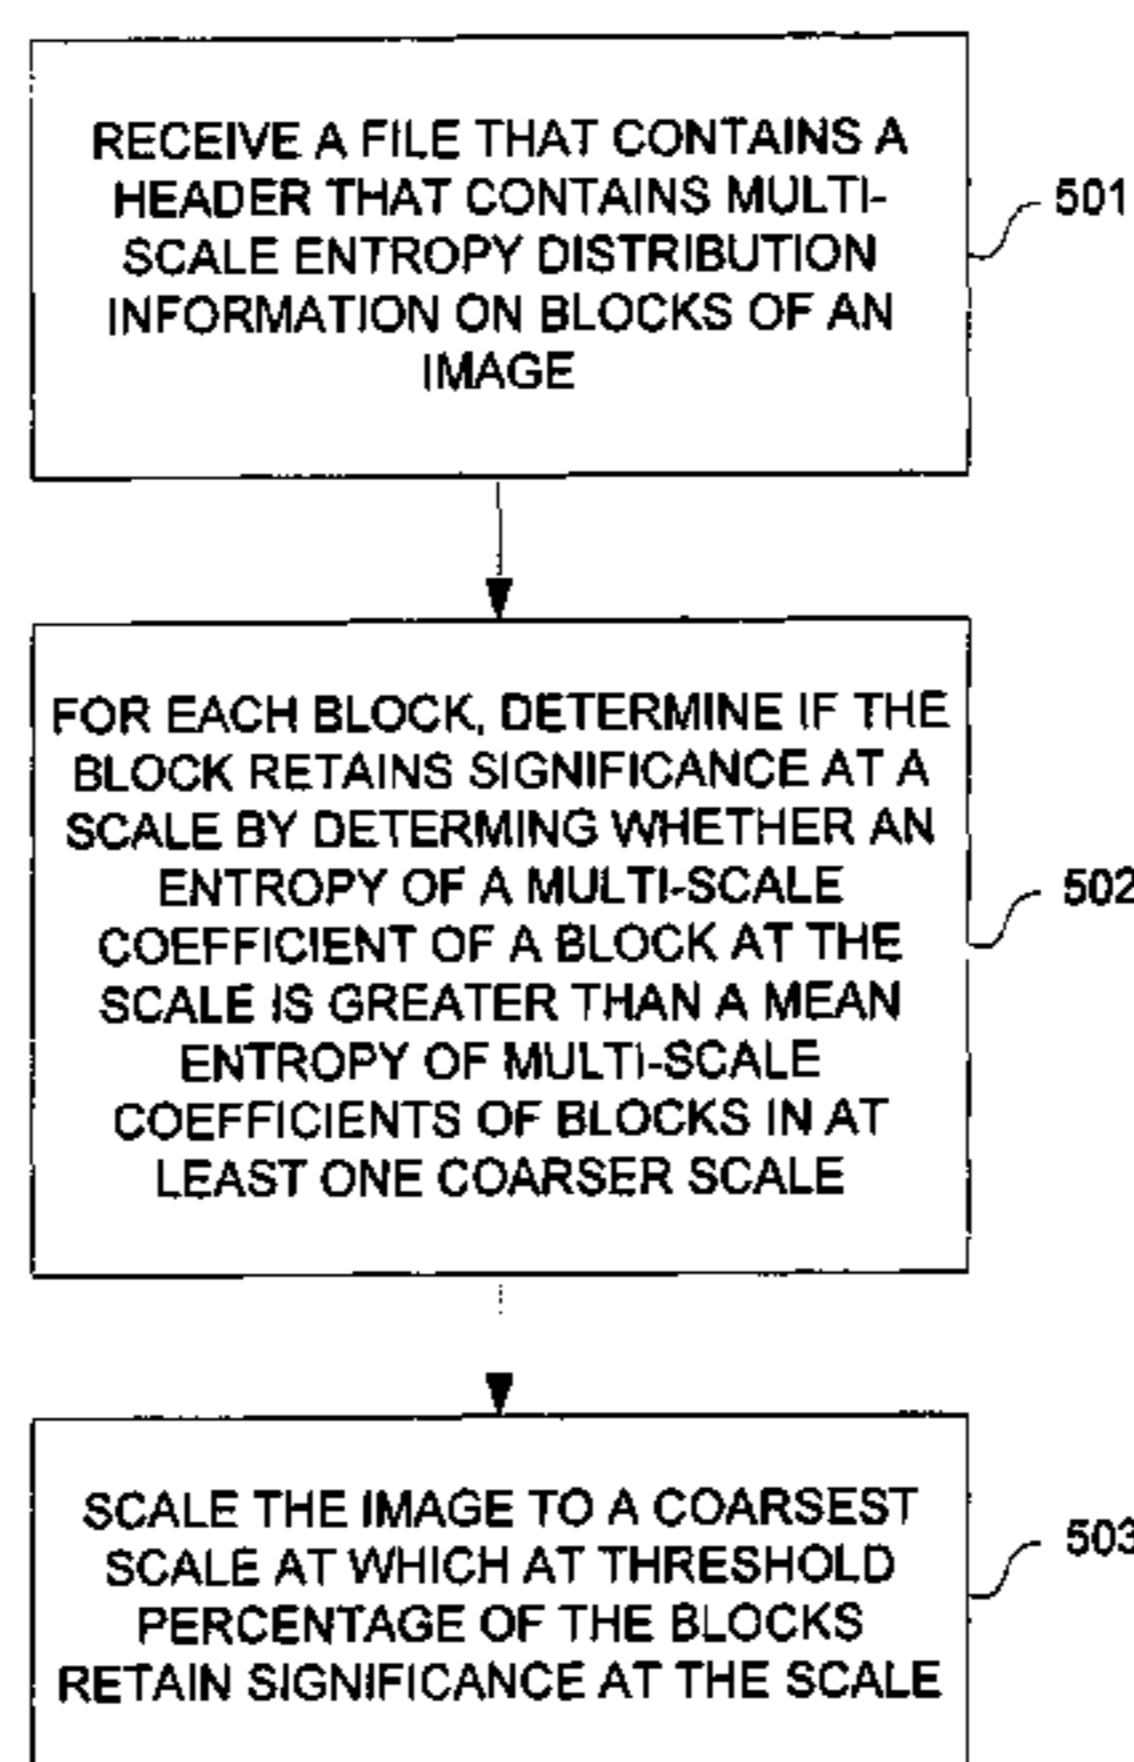 RECEIVE A FILE THAT CONTAINS A
HEADER THAT CONTAINS MULTI-
SCALE ENTROPY DISTRIBUTION
INFORMATION ON BLOCKS OF AN
IMAGE
501
FOR EACH BLOCK, DETERMINE IF THE
BLOCK RETAINS SIGNIFICANCE AT A
SCALE BY DETERMING WHETHER AN
ENTROPY OF A MULTI-SCALE
COEFFICIENT OF A BLOCK AT THE
SCALE IS GREATER THAN A MEAN
ENTROPY OF MULTI-SCALE
COEFFICIENTS OF BLOCKS IN AT
LEAST ONE COARSER SCALE
502
SCALE THE IMAGE TO A COARSEST
SCALE AT WHICH AT THRESHOLD
PERCENTAGE OF THE BLOCKS
RETAIN SIGNIFICANCE AT THE SCALE
503